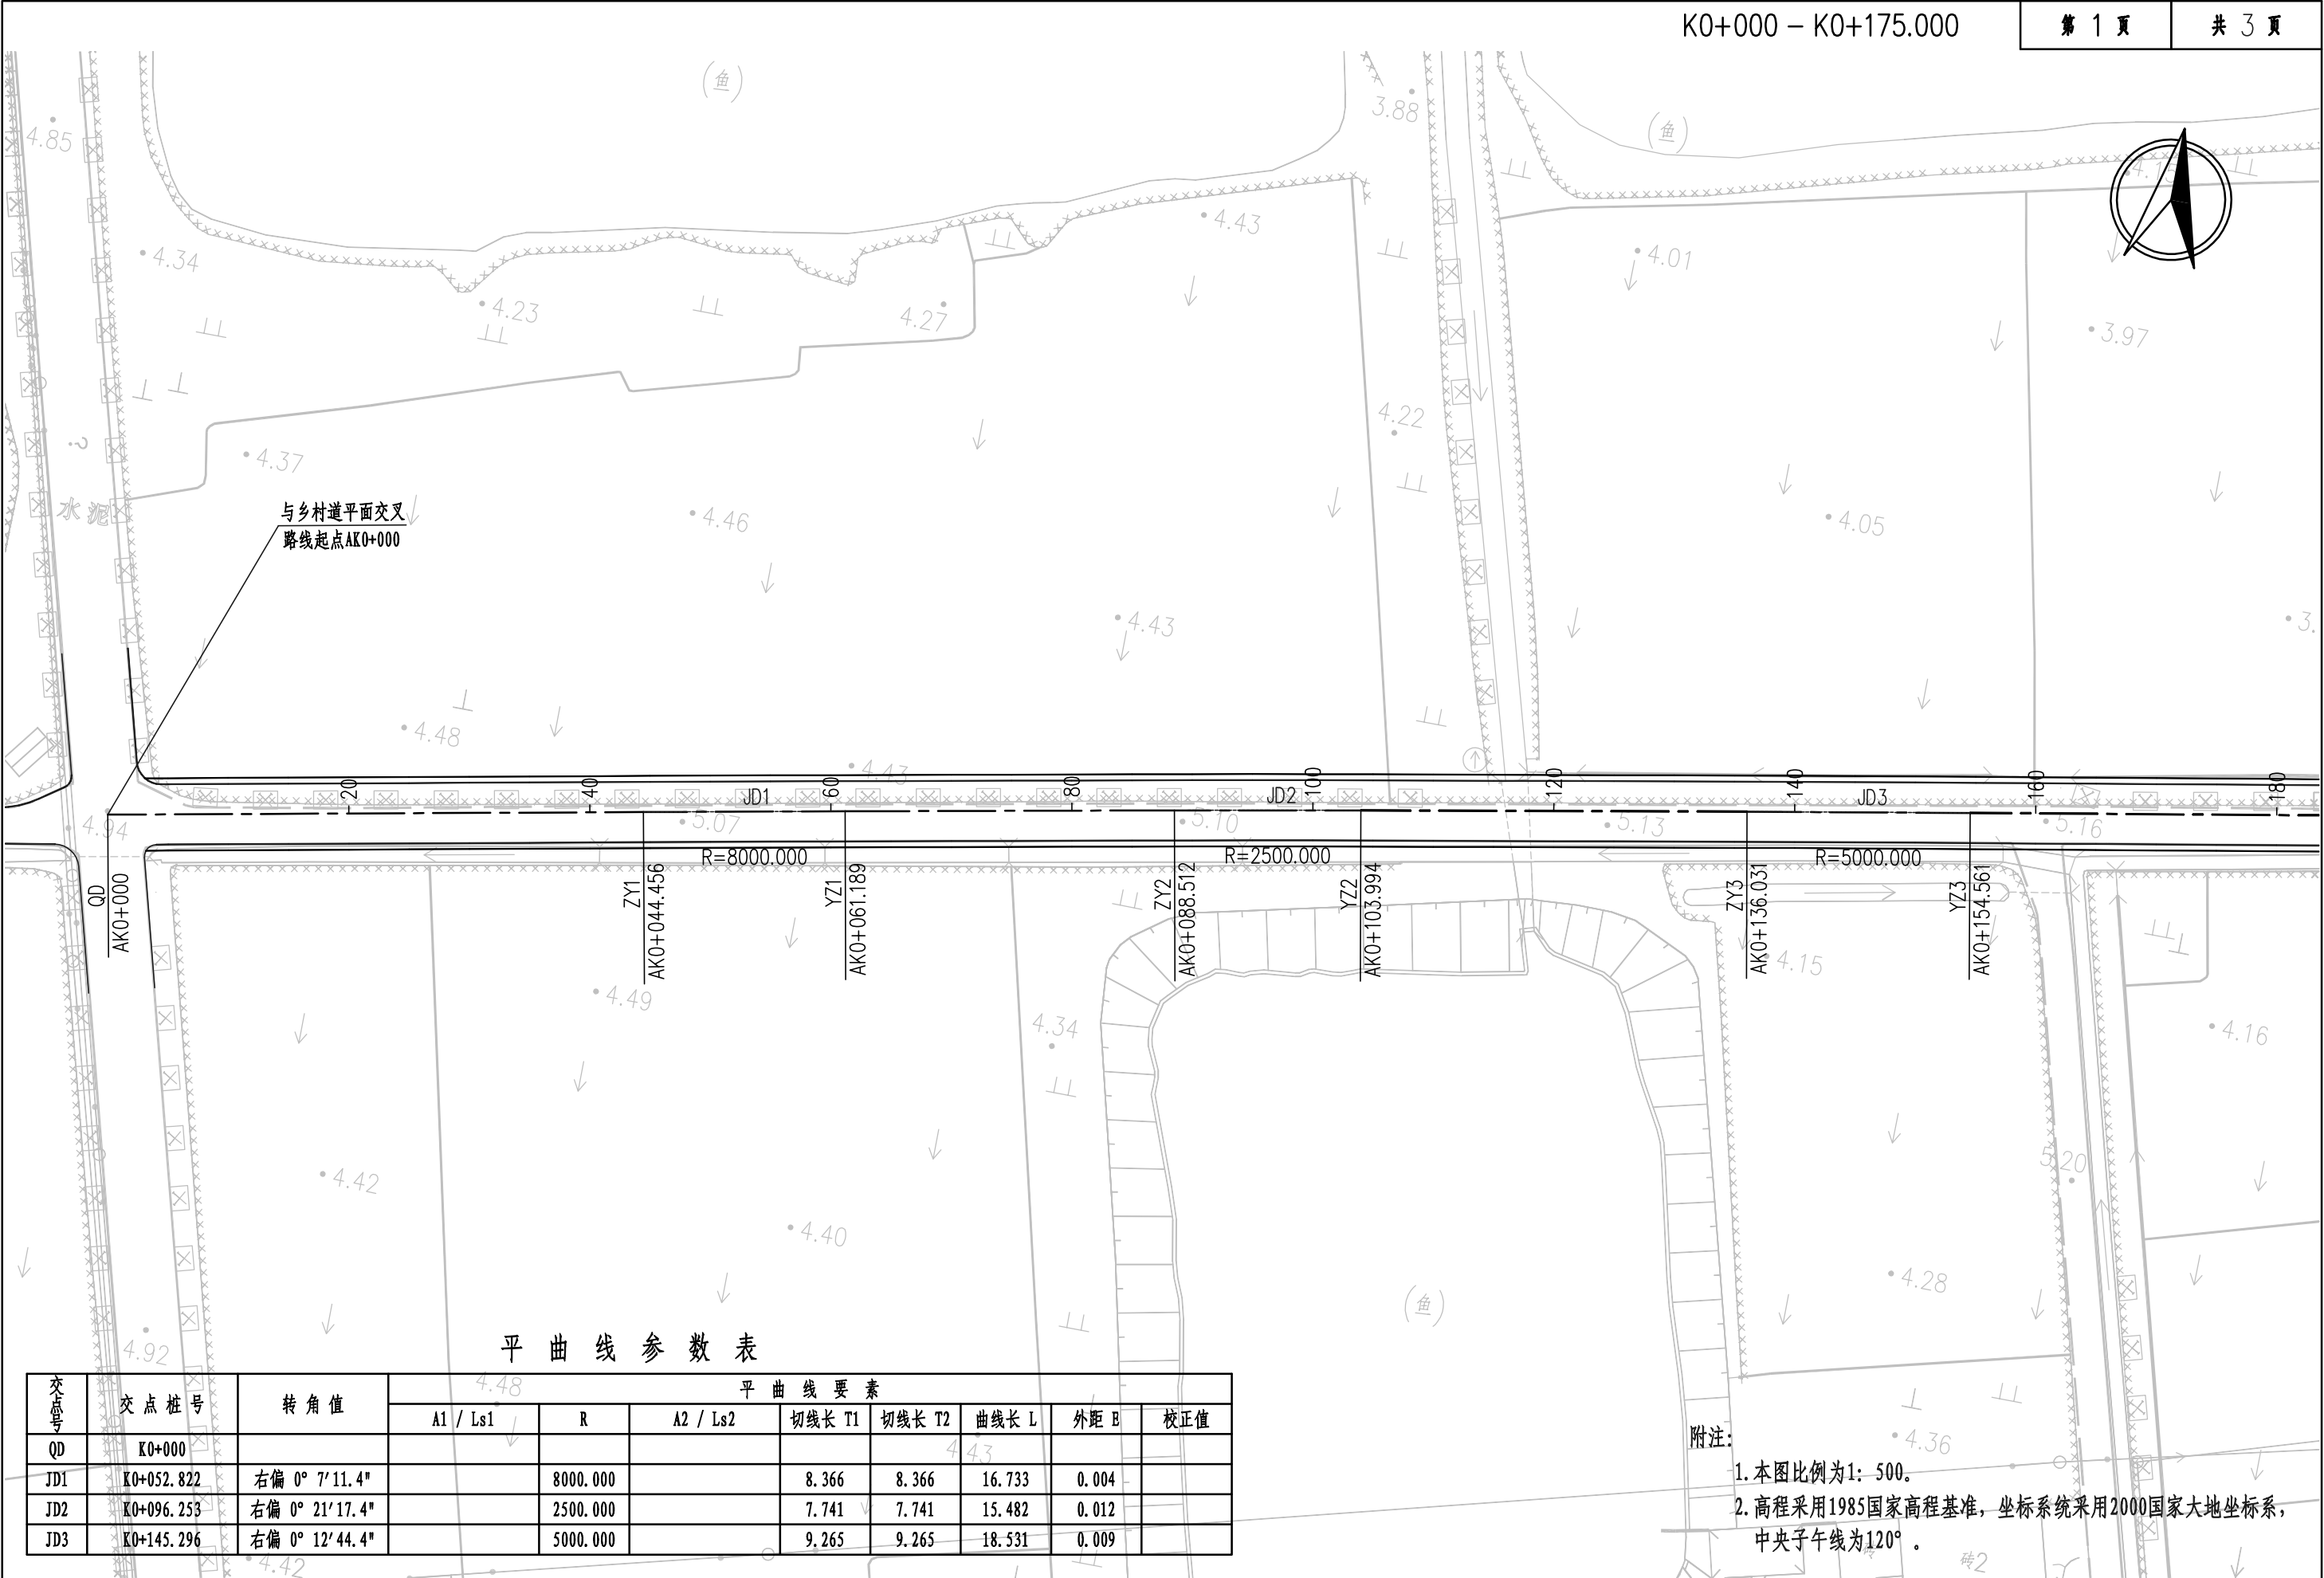 K0+000 — K0+175.000
第 1 页
共 3 页
(鱼)
3.88
(鱼)
4.85
4.34
4.43
4.01
4.23
4.27
3.97
4.22
4.37
水泥
与乡村道平面交叉
路线起点AK0+000
4.46
4.05
4.43
3.
4.48
4.43
20
40
JD1
60
80
JD2
100
120
140
JD3
160
180
4.94
5.07
5.10
5.13
5.16
R=8000.000
R=2500.000
R=5000.000
QD
AK0+000
ZY1
AK0+044.456
YZ1
AK0+061.189
ZY2
AK0+088.512
YZ2
AK0+103.994
ZY3
AK0+136.031
YZ3
AK0+154.561
4.15
4.49
4.34
4.16
4.42
5.20
4.40
4.28
(鱼)
4.92
平曲线参数表
4.48
交点号 交点桩号 转角值 平曲线要素
A1 / Ls1 R A2 / Ls2 切线长 T1 切线长 T2 曲线长 L 外距 E 校正值
QD K0+000
4.43
JD1 K0+052.822 右偏 0° 7′11.4″ 8000.000 8.366 8.366 16.733 0.004
JD2 K0+096.253 右偏 0° 21′17.4″ 2500.000 7.741 7.741 15.482 0.012
JD3 K0+145.296 右偏 0° 12′44.4″ 5000.000 9.265 9.265 18.531 0.009
4.42
附注:
4.36
1.本图比例为1: 500。
2.高程采用1985国家高程基准, 坐标系统采用2000国家大地坐标系,
中央子午线为120° 。
砖
砖2